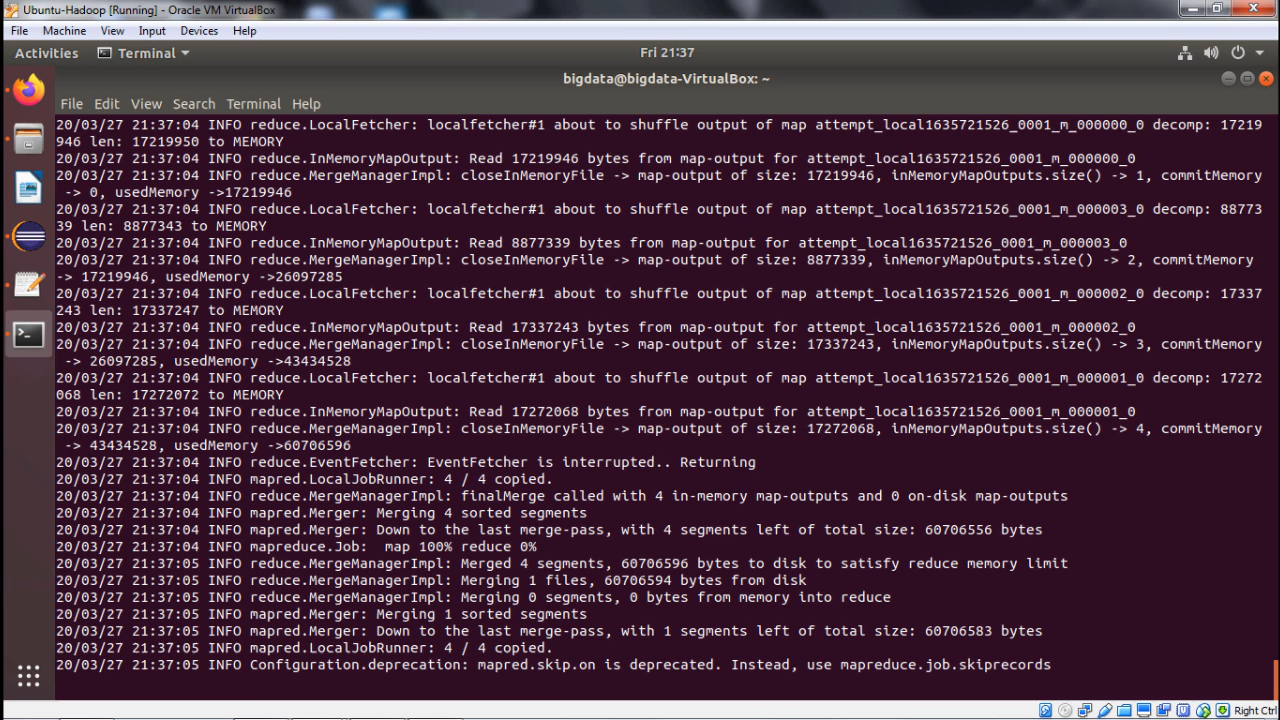 Ubuntu-Hadoop [Running] - Oracle VM VirtualBox
File Machine View Input Devices Help
Activities Terminal Fri 21:37
bigdata@bigdata-VirtualBox: ~
File Edit View Search Terminal Help
20/03/27 21:37:04 INFO reduce.LocalFetcher: localfetcher#1 about to shuffle output of map attempt_local1635721526_0001_m_000000_0 decomp: 17219
946 len: 17219950 to MEMORY
20/03/27 21:37:04 INFO reduce.InMemoryMapOutput: Read 17219946 bytes from map-output for attempt_local1635721526_0001_m_000000_0
20/03/27 21:37:04 INFO reduce.MergeManagerImpl: closeInMemoryFile -> map-output of size: 17219946, inMemoryMapOutputs.size() -> 1, commitMemory
-> 0, usedMemory ->17219946
20/03/27 21:37:04 INFO reduce.LocalFetcher: localfetcher#1 about to shuffle output of map attempt_local1635721526_0001_m_000003_0 decomp: 88773
39 len: 8877343 to MEMORY
20/03/27 21:37:04 INFO reduce.InMemoryMapOutput: Read 8877339 bytes from map-output for attempt_local1635721526_0001_m_000003_0
20/03/27 21:37:04 INFO reduce.MergeManagerImpl: closeInMemoryFile -> map-output of size: 8877339, inMemoryMapOutputs.size() -> 2, commitMemory
-> 17219946, usedMemory ->26097285
20/03/27 21:37:04 INFO reduce.LocalFetcher: localfetcher#1 about to shuffle output of map attempt_local1635721526_0001_m_000002_0 decomp: 17337
243 len: 17337247 to MEMORY
20/03/27 21:37:04 INFO reduce.InMemoryMapOutput: Read 17337243 bytes from map-output for attempt_local1635721526_0001_m_000002_0
20/03/27 21:37:04 INFO reduce.MergeManagerImpl: closeInMemoryFile -> map-output of size: 17337243, inMemoryMapOutputs.size() -> 3, commitMemory
-> 26097285, usedMemory ->43434528
20/03/27 21:37:04 INFO reduce.LocalFetcher: localfetcher#1 about to shuffle output of map attempt_local1635721526_0001_m_000001_0 decomp: 17272
068 len: 17272072 to MEMORY
20/03/27 21:37:04 INFO reduce.InMemoryMapOutput: Read 17272068 bytes from map-output for attempt_local1635721526_0001_m_000001_0
20/03/27 21:37:04 INFO reduce.MergeManagerImpl: closeInMemoryFile -> map-output of size: 17272068, inMemoryMapOutputs.size() -> 4, commitMemory
-> 43434528, usedMemory ->60706596
20/03/27 21:37:04 INFO reduce.EventFetcher: EventFetcher is interrupted.. Returning
20/03/27 21:37:04 INFO mapred.LocalJobRunner: 4 / 4 copied.
20/03/27 21:37:04 INFO reduce.MergeManagerImpl: finalMerge called with 4 in-memory map-outputs and 0 on-disk map-outputs
20/03/27 21:37:04 INFO mapred.Merger: Merging 4 sorted segments
20/03/27 21:37:04 INFO mapred.Merger: Down to the last merge-pass, with 4 segments left of total size: 60706556 bytes
20/03/27 21:37:04 INFO mapreduce.Job:  map 100% reduce 0%
20/03/27 21:37:05 INFO reduce.MergeManagerImpl: Merged 4 segments, 60706596 bytes to disk to satisfy reduce memory limit
20/03/27 21:37:05 INFO reduce.MergeManagerImpl: Merging 1 files, 60706594 bytes from disk
20/03/27 21:37:05 INFO reduce.MergeManagerImpl: Merging 0 segments, 0 bytes from memory into reduce
20/03/27 21:37:05 INFO mapred.Merger: Merging 1 sorted segments
20/03/27 21:37:05 INFO mapred.Merger: Down to the last merge-pass, with 1 segments left of total size: 60706583 bytes
20/03/27 21:37:05 INFO mapred.LocalJobRunner: 4 / 4 copied.
20/03/27 21:37:05 INFO Configuration.deprecation: mapred.skip.on is deprecated. Instead, use mapreduce.job.skiprecords
Right Ctrl